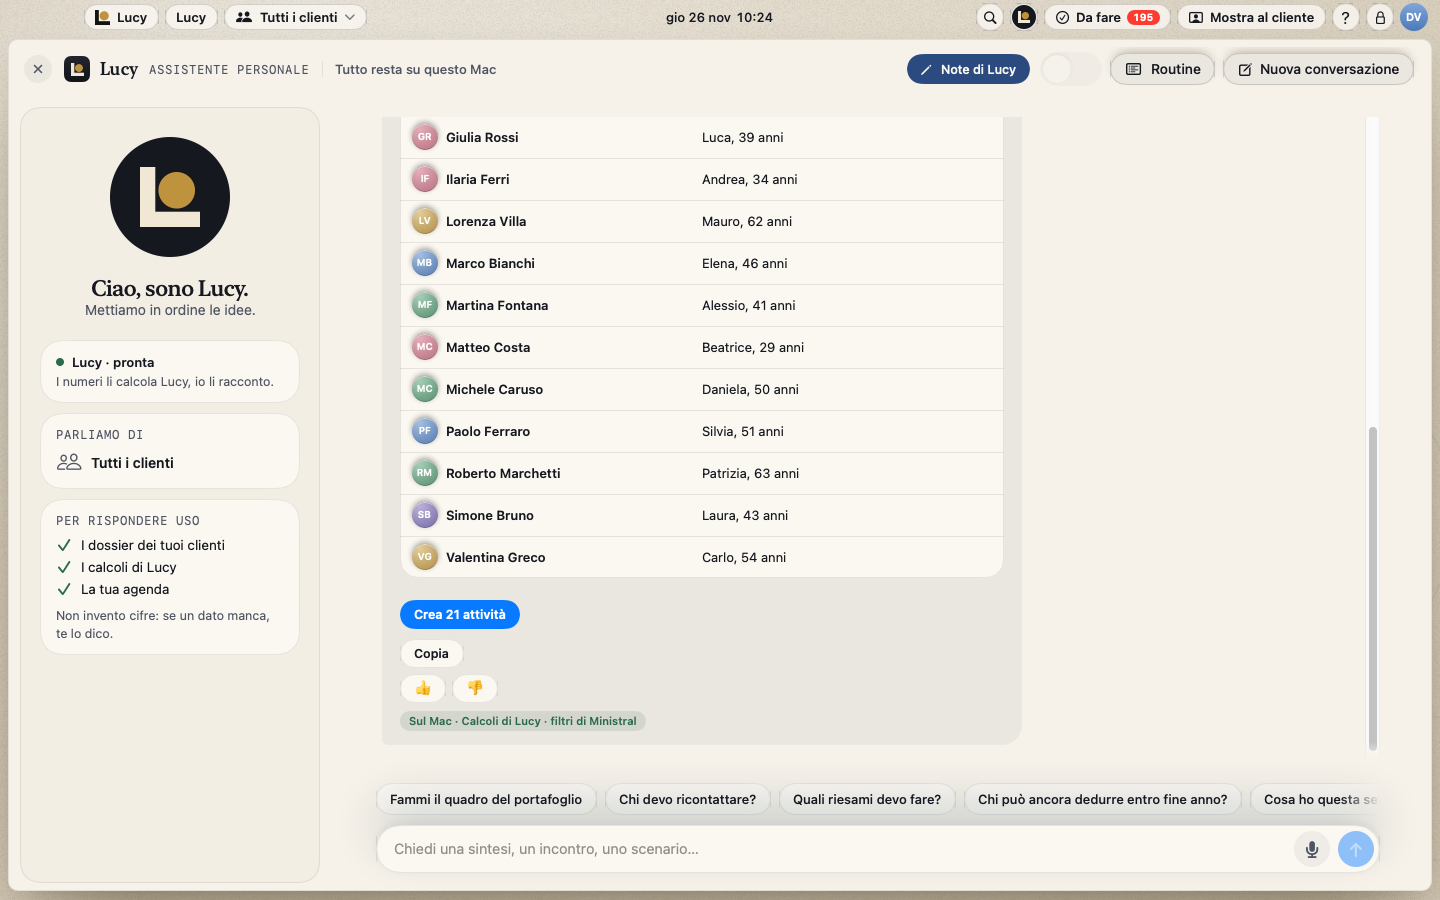 Lucy
Lucy
Tutti i clienti
gio 26 nov 10:24
Da fare 195
Mostra al cliente
?
DV
Lucy ASSISTENTE PERSONALE Tutto resta su questo Mac
Note di Lucy
Routine
Nuova conversazione
Ciao, sono Lucy.
Mettiamo in ordine le idee.
Lucy · pronta
I numeri li calcola Lucy, io li racconto.
PARLIAMO DI
Tutti i clienti
PER RISPONDERE USO
I dossier dei tuoi clienti
I calcoli di Lucy
La tua agenda
Non invento cifre: se un dato manca,
te lo dico.
GR Giulia Rossi Luca, 39 anni
IF Ilaria Ferri Andrea, 34 anni
LV Lorenza Villa Mauro, 62 anni
MB Marco Bianchi Elena, 46 anni
MF Martina Fontana Alessio, 41 anni
MC Matteo Costa Beatrice, 29 anni
MC Michele Caruso Daniela, 50 anni
PF Paolo Ferraro Silvia, 51 anni
RM Roberto Marchetti Patrizia, 63 anni
SB Simone Bruno Laura, 43 anni
VG Valentina Greco Carlo, 54 anni
Crea 21 attività
Copia
Sul Mac · Calcoli di Lucy · filtri di Ministral
Fammi il quadro del portafoglio
Chi devo ricontattare?
Quali riesami devo fare?
Chi può ancora dedurre entro fine anno?
Cosa ho questa se
Chiedi una sintesi, un incontro, uno scenario...